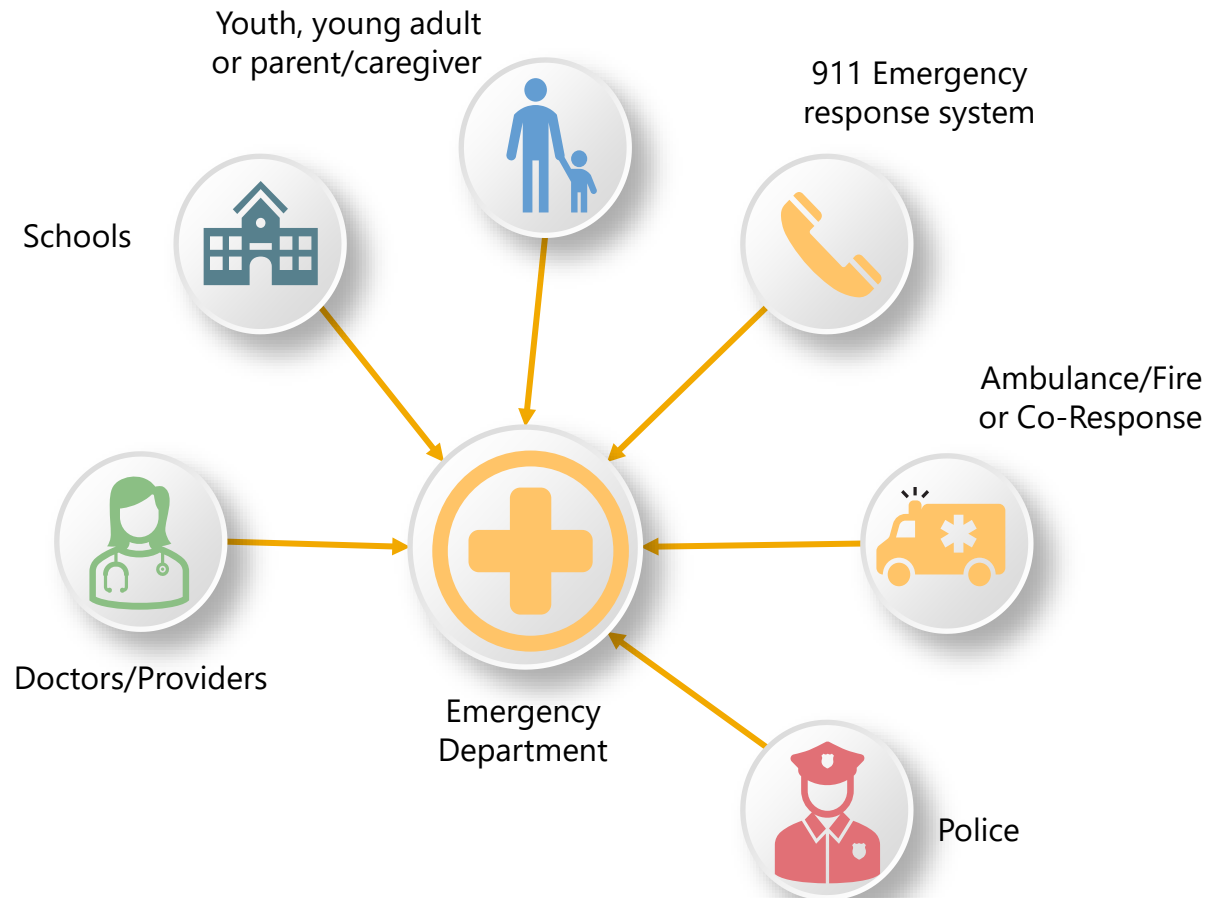 Youth, young adult
or parent/caregiver
911 Emergency
response system
Schools
Ambulance/Fire
or Co-Response
Doctors/Providers
Emergency
Department
Police